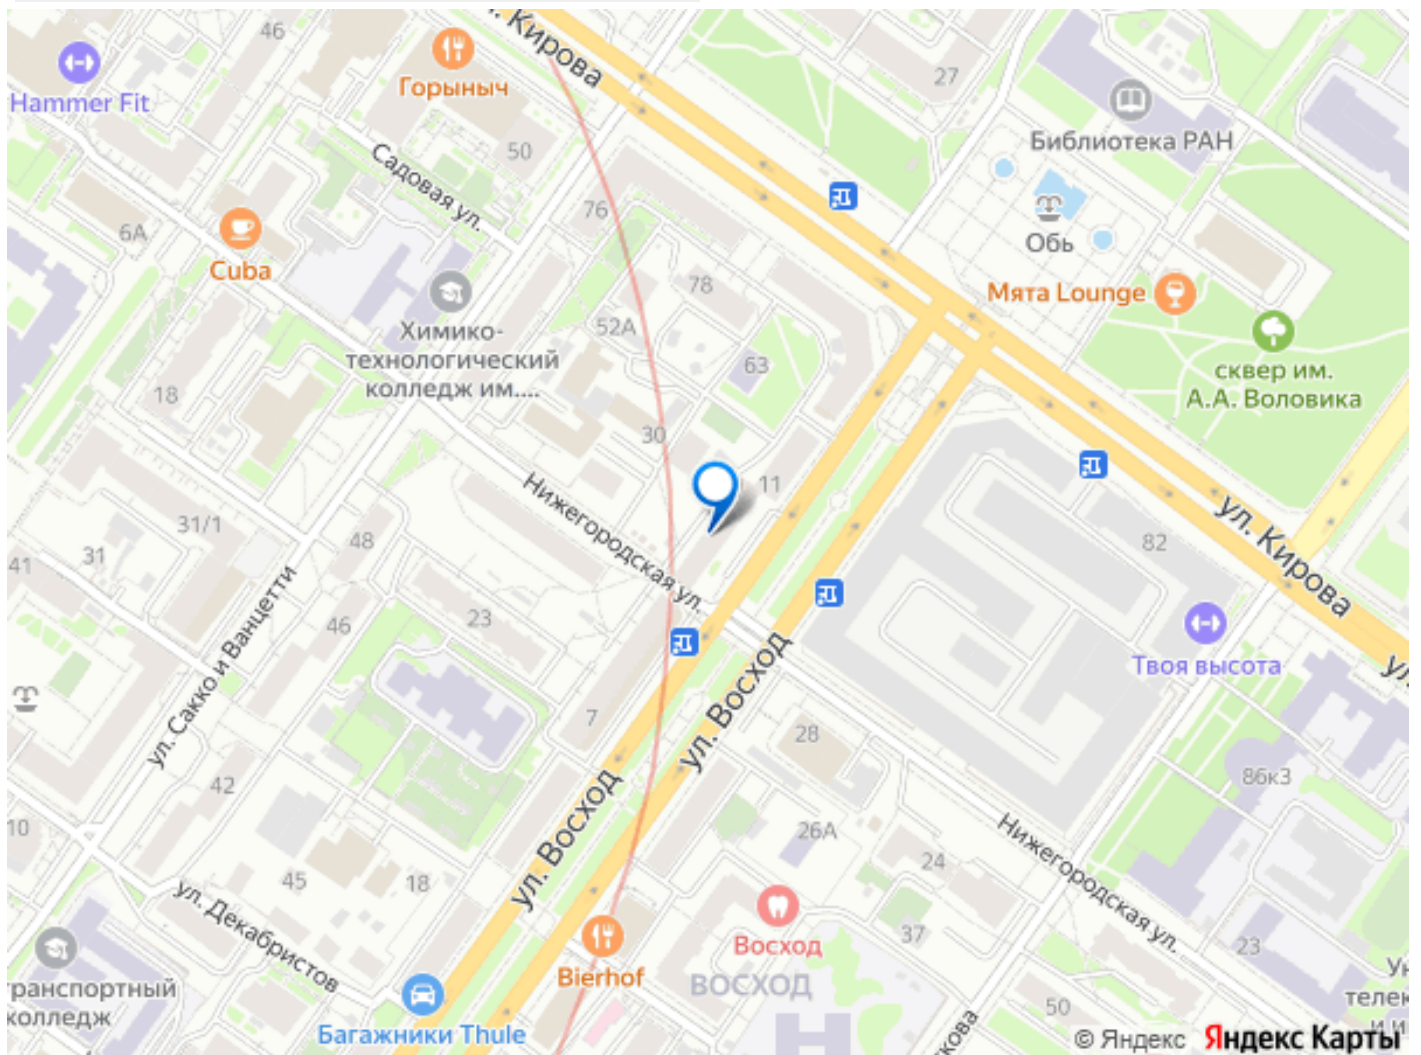 46
Hammer Fit
Горыныч
ул. Кирова
27
Библиотека РАН
50
Садовая ул.
76
6А
Cuba
Обь
78
Мята Lounge
Химико-
технологический
колледж им....
52А
63
сквер им.
А.А. Воловика
18
30
11
Нижегородская ул.
ул. Кирова
31/1
48
82
41
31
46
23
ул. Сакко и Ванцетти
Твоя высота
ул.
7
ул. Восход
28
86к3
42
ул. Восход
10
26А
24
Нижегородская ул.
45
18
ул. Декабристов
Восход
37
23
Bierhof
ВОСХОД
транспортный
колледж
50
Ун
телек
и и
Багажники Thule
кова
© Яндекс Яндекс Карты